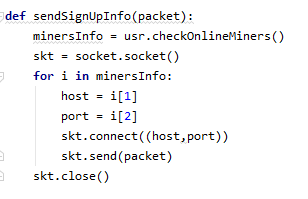 def sendSignUpInfo(packet):
    minersInfo = usr.checkOnlineMiners()
    skt = socket.socket()
    for i in minersInfo:
        host = i[1]
        port = i[2]
        skt.connect((host,port))
        skt.send(packet)
    skt.close()